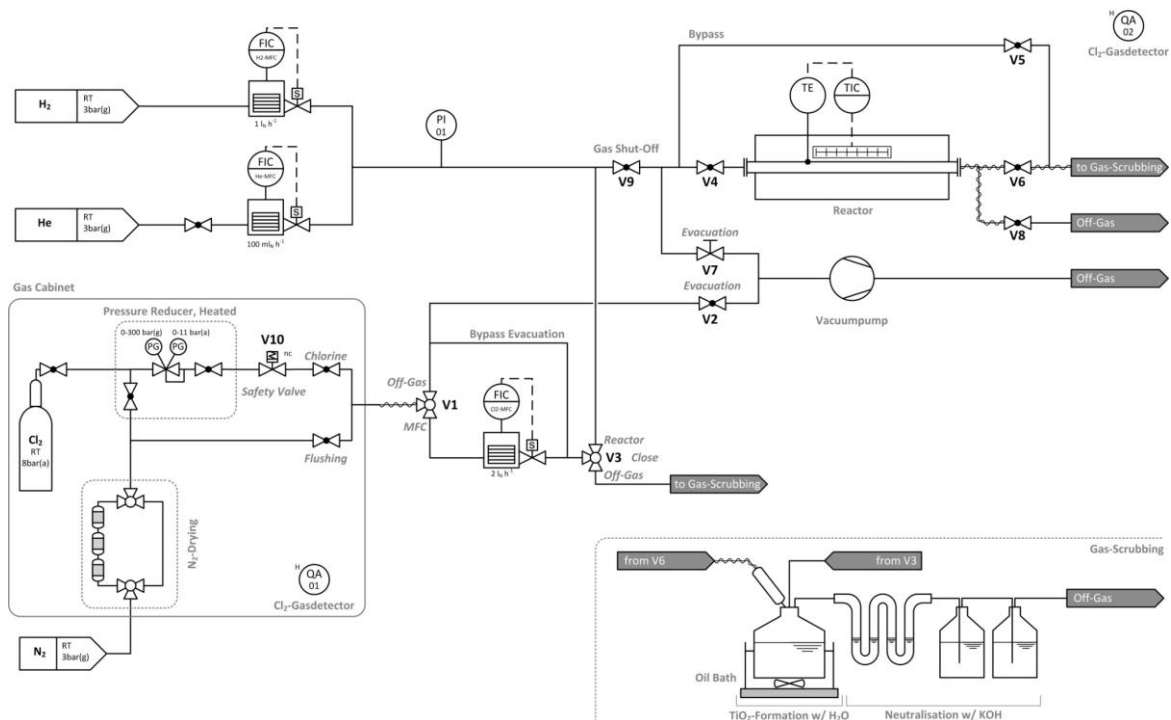 H
QA
02
Cl₂-Gasdetector
Bypass
V5
FIC
H2-MFC
S
H₂
RT
3bar(g)
1 lN h⁻¹
TE
TIC
PI
01
Gas Shut-Off
V9
V4
V6
to Gas-Scrubbing
Reactor
V8
Off-Gas
FIC
He-MFC
S
He
RT
3bar(g)
100 mlN h⁻¹
Evacuation
V7
Evacuation
V2
Vacuumpump
Off-Gas
Gas Cabinet
Pressure Reducer, Heated
0-300 bar(g)
0-11 bar(a)
PG
PG
V10
nc
Chlorine
Safety Valve
Bypass Evacuation
Off-Gas
V1
MFC
FIC
Cl2-MFC
S
2 lN h⁻¹
Reactor
V3
Close
Off-Gas
to Gas-Scrubbing
Cl₂
RT
8bar(a)
Flushing
N₂-Drying
H
QA
01
Cl₂-Gasdetector
N₂
RT
3bar(g)
Gas-Scrubbing
from V6
from V3
Off-Gas
Oil Bath
TiO₂-Formation w/ H₂O
Neutralisation w/ KOH